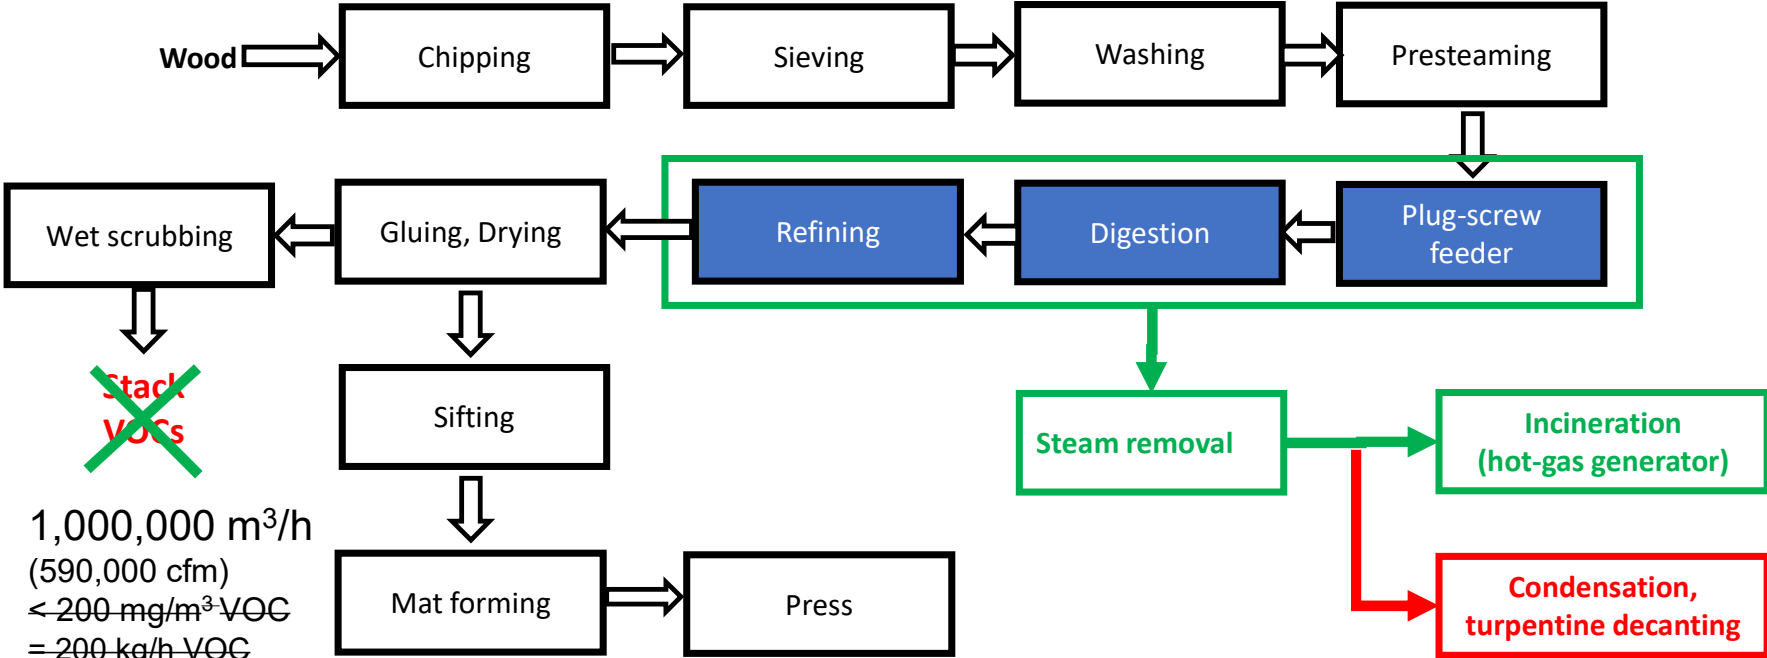 Wood
Chipping
Sieving
Washing
Presteaming
Wet scrubbing
Gluing, Drying
Refining
Digestion
Plug-screw
feeder
Stack
VOCs
Sifting
Steam removal
Incineration
(hot-gas generator)
1,000,000 m³/h
(590,000 cfm)
< 200 mg/m³ VOC
= 200 kg/h VOC
Mat forming
Press
Condensation,
turpentine decanting